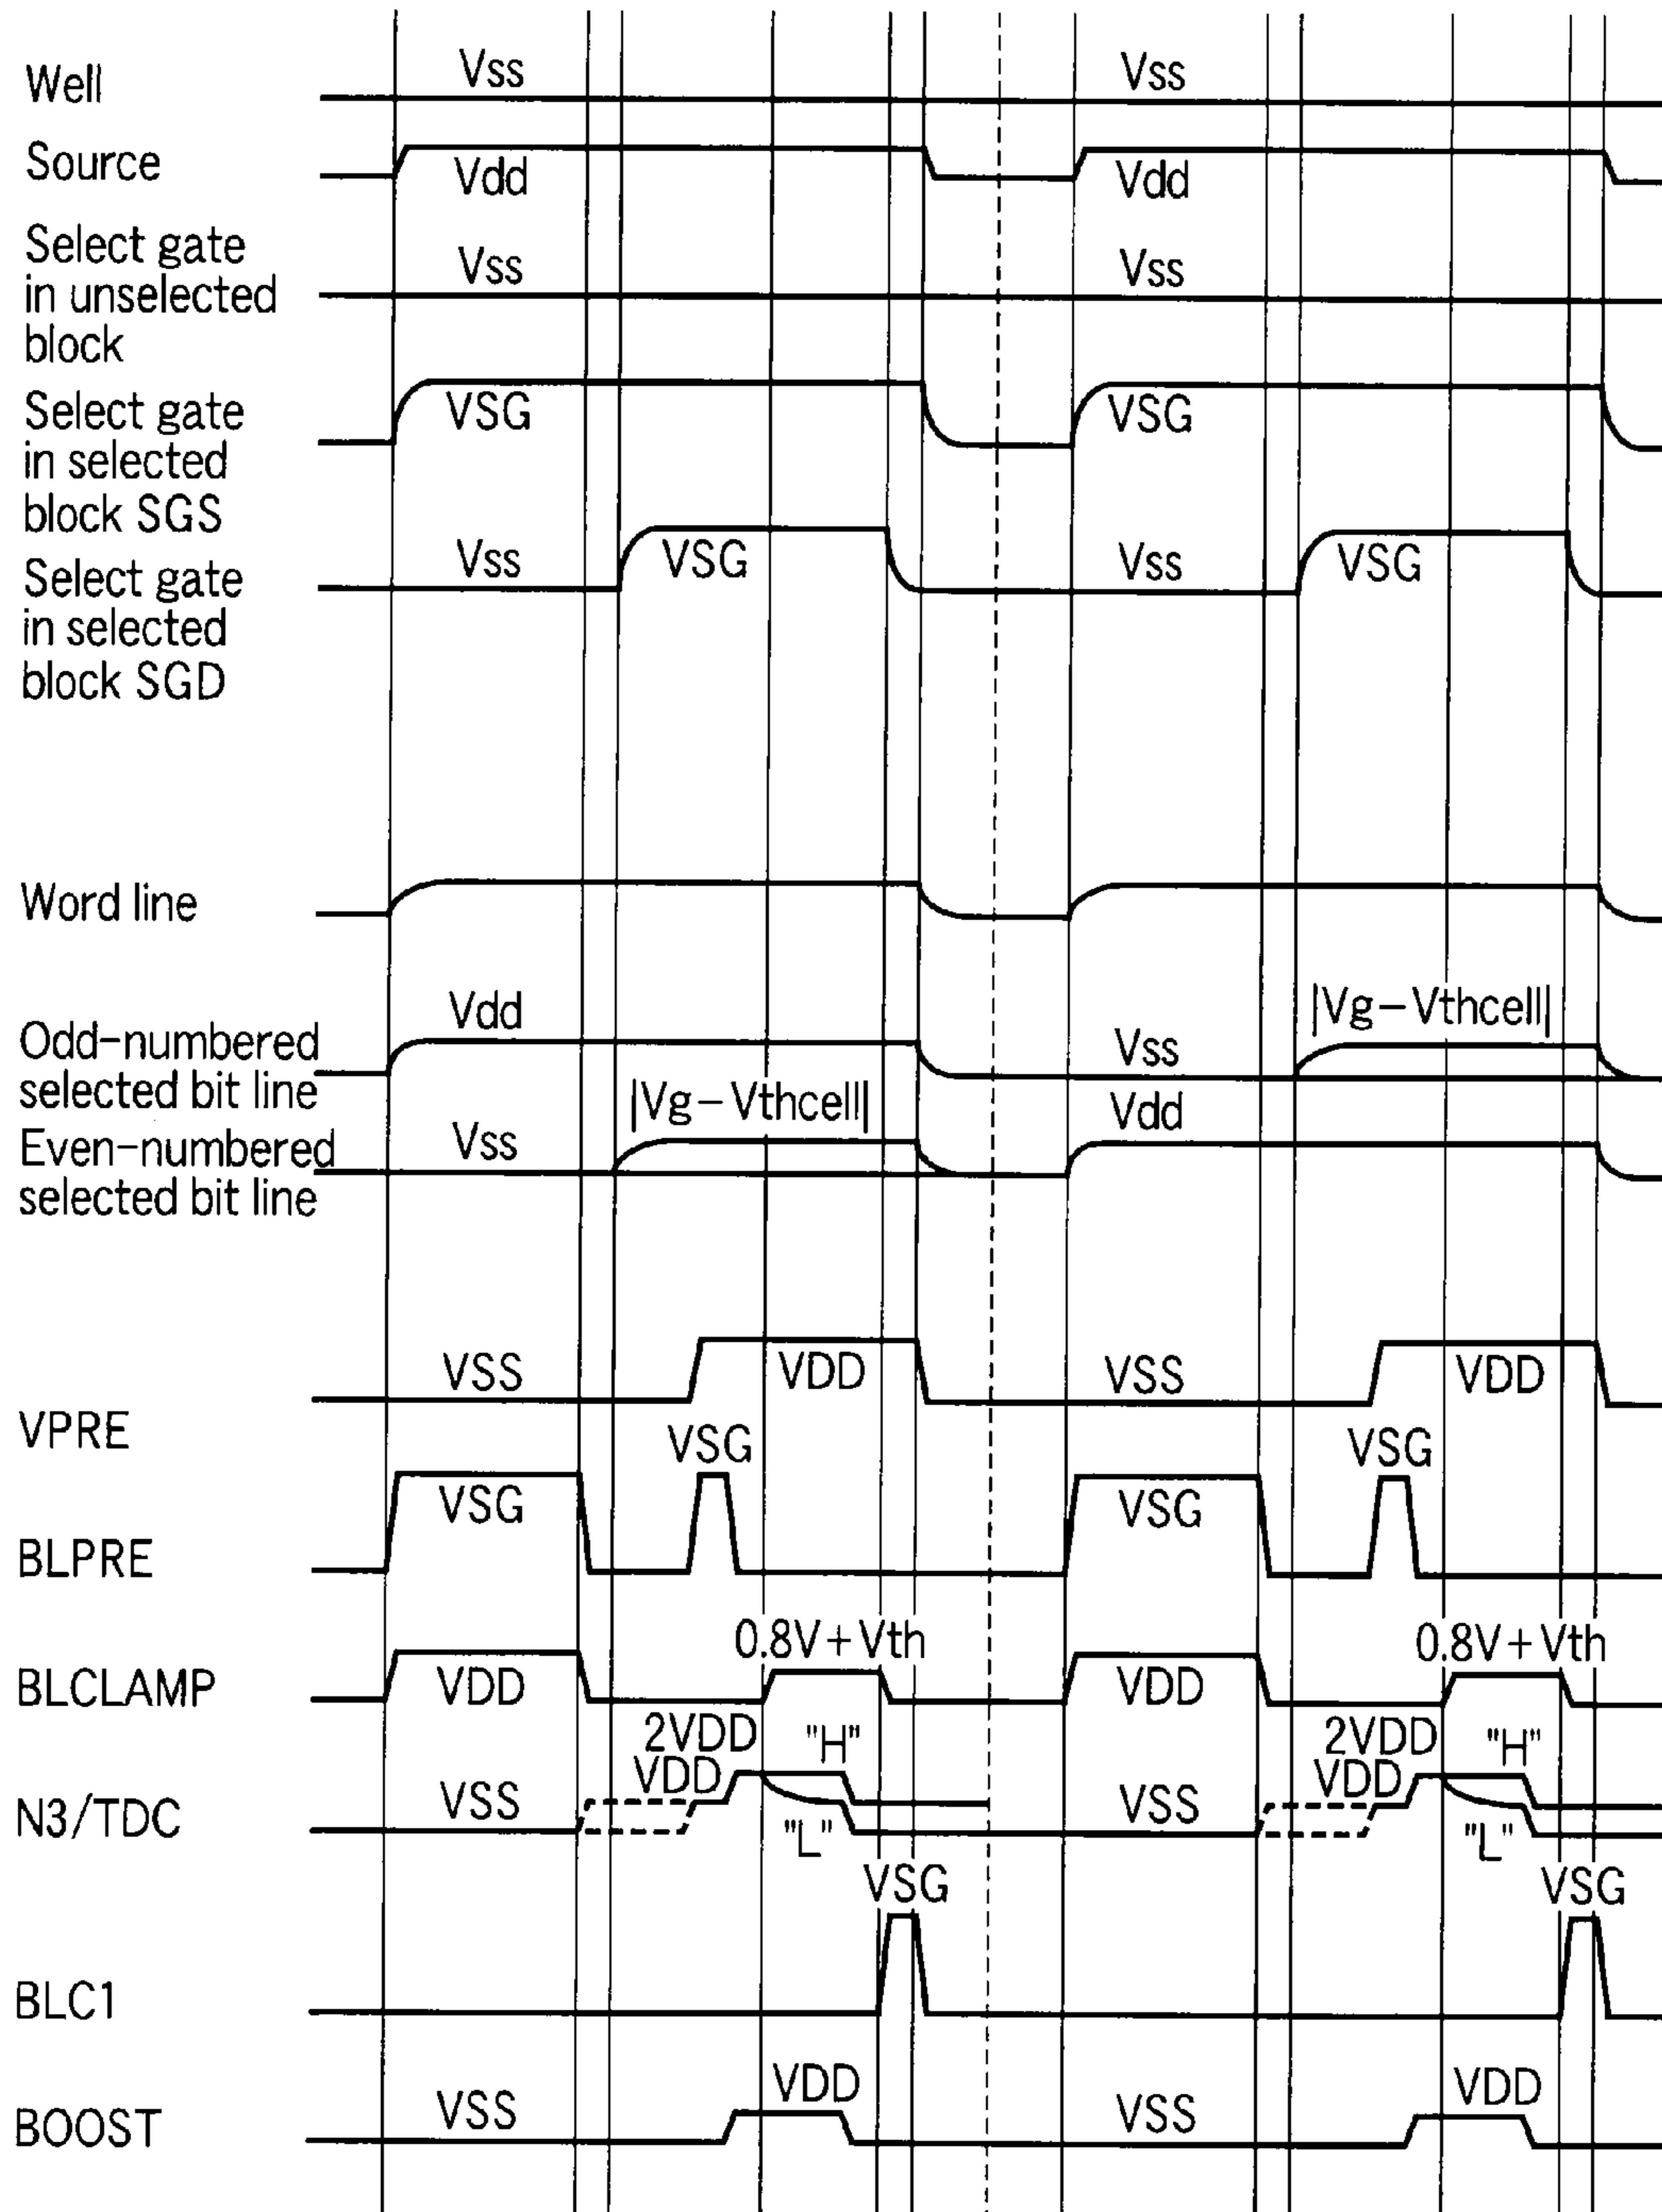 Well
Vss
Vss
Source
Vdd
Vdd
Select gate
in unselected
block
Vss
Vss
Select gate
in selected
block SGS
VSG
VSG
Select gate
in selected
block SGD
Vss
VSG
Vss
VSG
Word line
Odd-numbered
selected bit line
Vdd
Vss
|Vg-Vthcell|
Even-numbered
selected bit line
Vss
|Vg-Vthcell|
Vdd
VPRE
VSS
VDD
VSS
VDD
BLPRE
VSG
VSG
VSG
VSG
BLCLAMP
VDD
0.8V+Vth
VDD
0.8V+Vth
N3/TDC
VSS
VDD
2VDD
"H"
"L"
VSS
VDD
2VDD
"H"
"L"
BLC1
VSG
VSG
BOOST
VSS
VDD
VSS
VDD